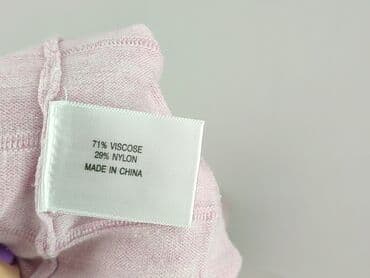 71% VISCOSE
29% NYLON
MADE IN CHINA